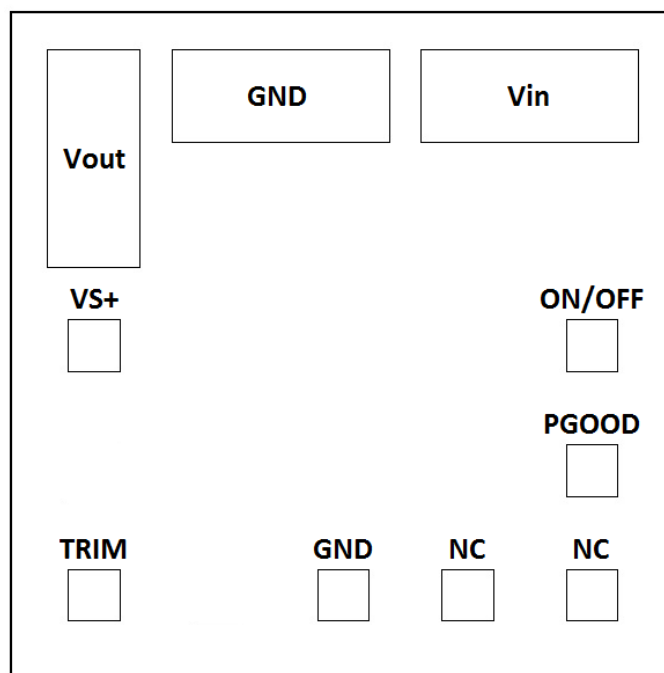 GND
Vin
Vout
VS+
ON/OFF
PGOOD
TRIM
GND
NC
NC